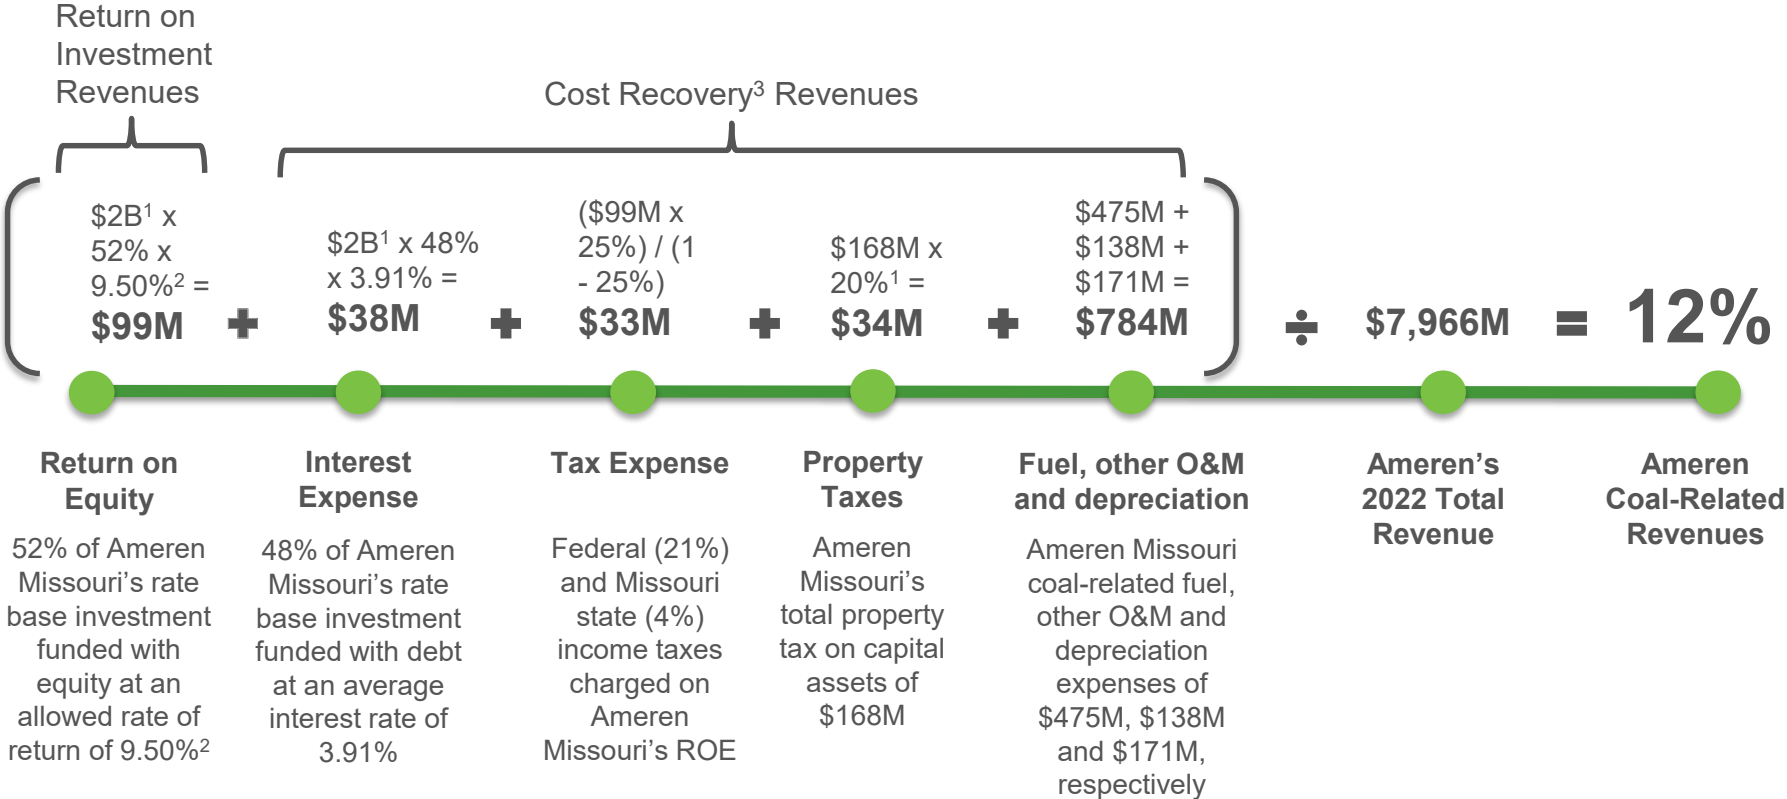 Return on
Investment
Revenues
Cost Recovery³ Revenues
$2B¹ x
52% x
9.50%² =
$99M
+
$2B¹ x 48%
x 3.91% =
$38M
+
($99M x
25%) / (1
- 25%)
$33M
+
$168M x
20%¹ =
$34M
+
$475M +
$138M +
$171M =
$784M
÷
$7,966M
=
12%
Return on
Equity
52% of Ameren
Missouri’s rate
base investment
funded with
equity at an
allowed rate of
return of 9.50%²
Interest
Expense
48% of Ameren
Missouri’s rate
base investment
funded with debt
at an average
interest rate of
3.91%
Tax Expense
Federal (21%)
and Missouri
state (4%)
income taxes
charged on
Ameren
Missouri’s ROE
Property
Taxes
Ameren
Missouri’s
total property
tax on capital
assets of
$168M
Fuel, other O&M
and depreciation
Ameren Missouri
coal-related fuel,
other O&M and
depreciation
expenses of
$475M, $138M
and $171M,
respectively
Ameren’s
2022 Total
Revenue
Ameren
Coal-Related
Revenues